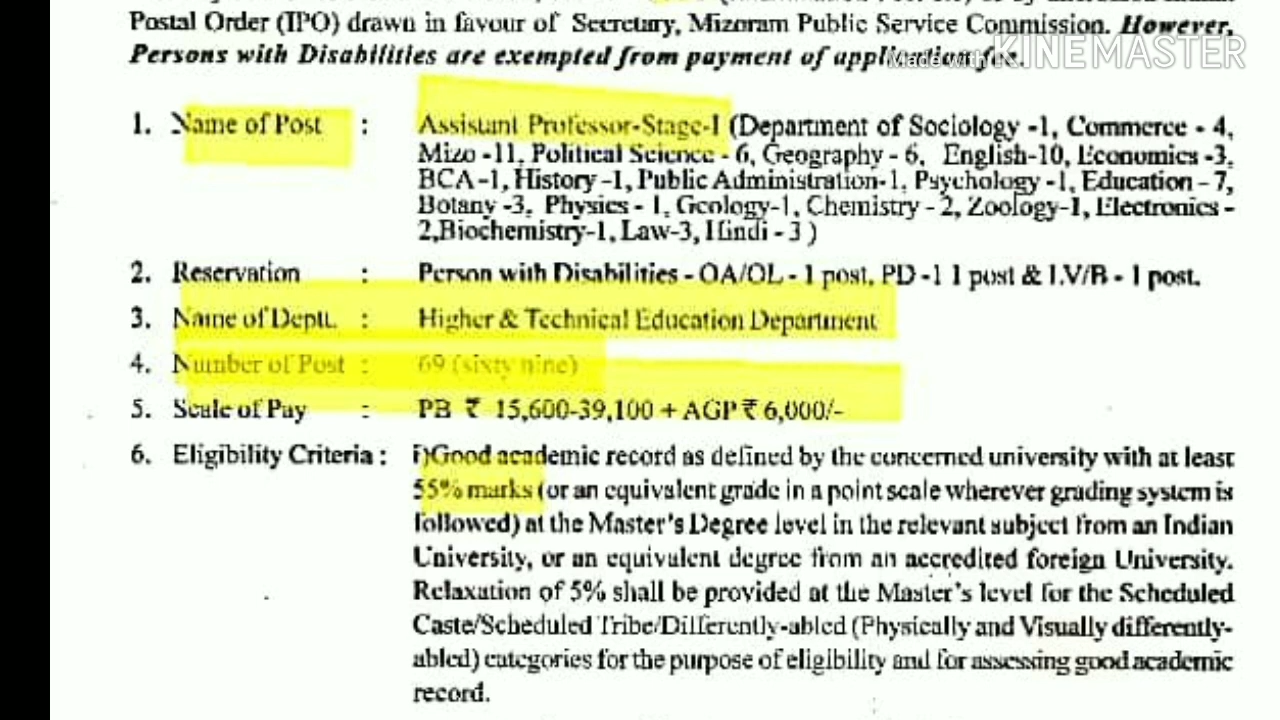 Postal Order (IPO) drawn in favour of Secretary, Mizoram Public Service Commission. However,
Persons with Disabilities are exempted from payment of application fee.
Made with KINEMASTER
1. Name of Post : Assistant Professor-Stage-I (Department of Sociology -1, Commerce - 4,
Mizo -11, Political Science - 6, Geography - 6, English-10, Economics -3,
BCA-1, History -1, Public Administration-1, Psychology -1, Education - 7,
Botany -3, Physics - 1, Geology-1, Chemistry - 2, Zoology-1, Electronics -
2,Biochemistry-1, Law-3, Hindi - 3 )
2. Reservation : Person with Disabilities - OA/OL - 1 post, PD -1 1 post & LV/B - 1 post.
3. Name of Deptt. : Higher & Technical Education Department
4. Number of Post : 69 (sixty nine)
5. Scale of Pay : PB ₹ 15,600-39,100 + AGP ₹ 6,000/-
6. Eligibility Criteria : i)Good academic record as defined by the concerned university with at least
55% marks (or an equivalent grade in a point scale wherever grading system is
followed) at the Master's Degree level in the relevant subject from an Indian
University, or an equivalent degree from an accredited foreign University.
Relaxation of 5% shall be provided at the Master's level for the Scheduled
Caste/Scheduled Tribe/Differently-abled (Physically and Visually differently-
abled) categories for the purpose of eligibility and for assessing good academic
record.